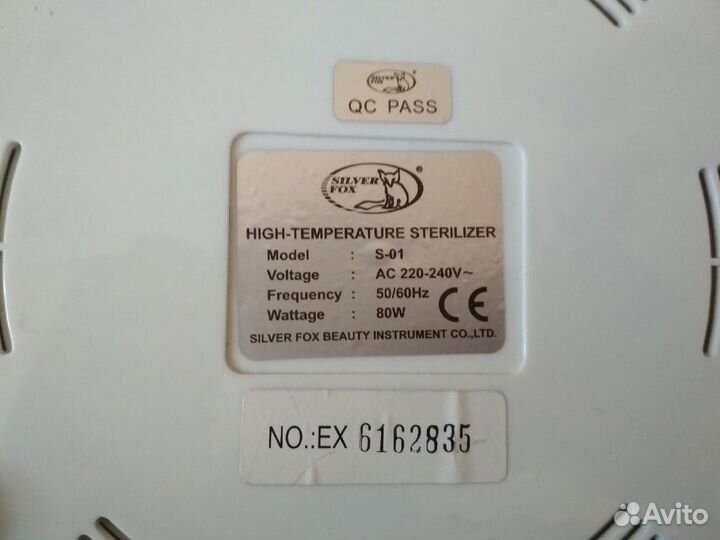 SILVER
FOX
QC PASS
SILVER
FOX
®
HIGH-TEMPERATURE STERILIZER
Model : S-01
Voltage : AC 220-240V~
Frequency : 50/60Hz
Wattage : 80W
CE
SILVER FOX BEAUTY INSTRUMENT CO.,LTD.
NO.:EX 6162835
Avito